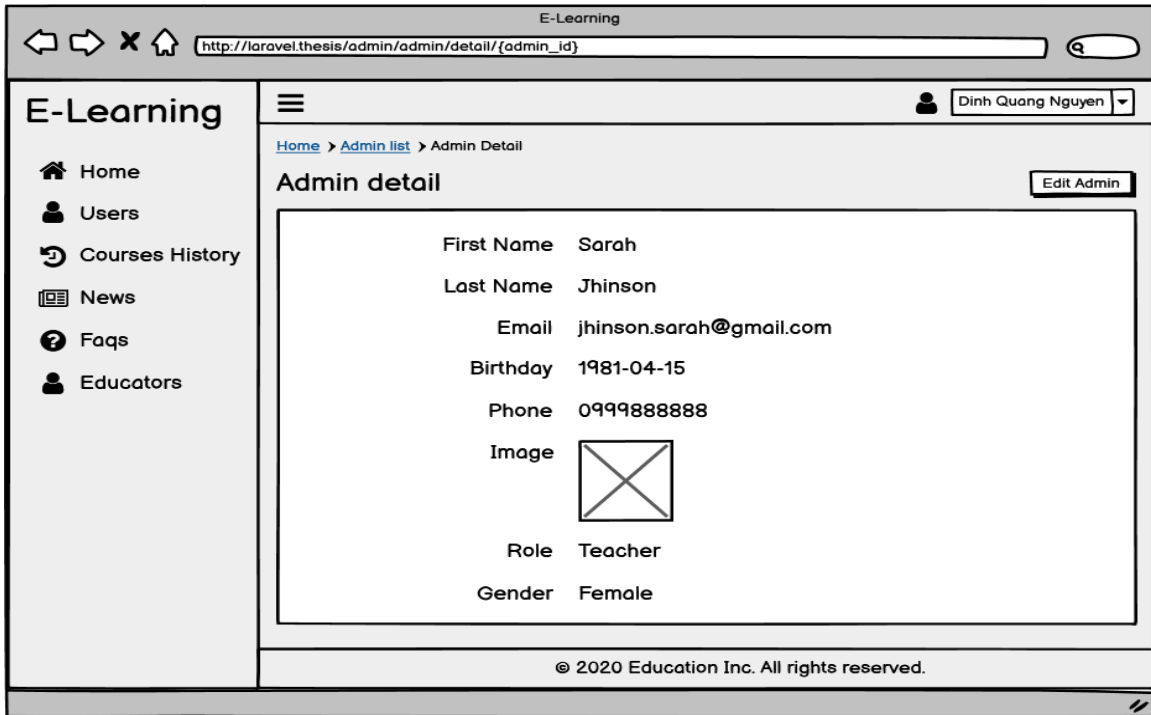 E-Learning
http://laravel.thesis/admin/admin/detail/{admin_id}
E-Learning
Dinh Quang Nguyen
Home
Users
Courses History
News
Faqs
Educators
Home > Admin list > Admin Detail
Admin detail
Edit Admin
First Name Sarah
Last Name Jhinson
Email jhinson.sarah@gmail.com
Birthday 1981-04-15
Phone 0999888888
Image
Role Teacher
Gender Female
© 2020 Education Inc. All rights reserved.